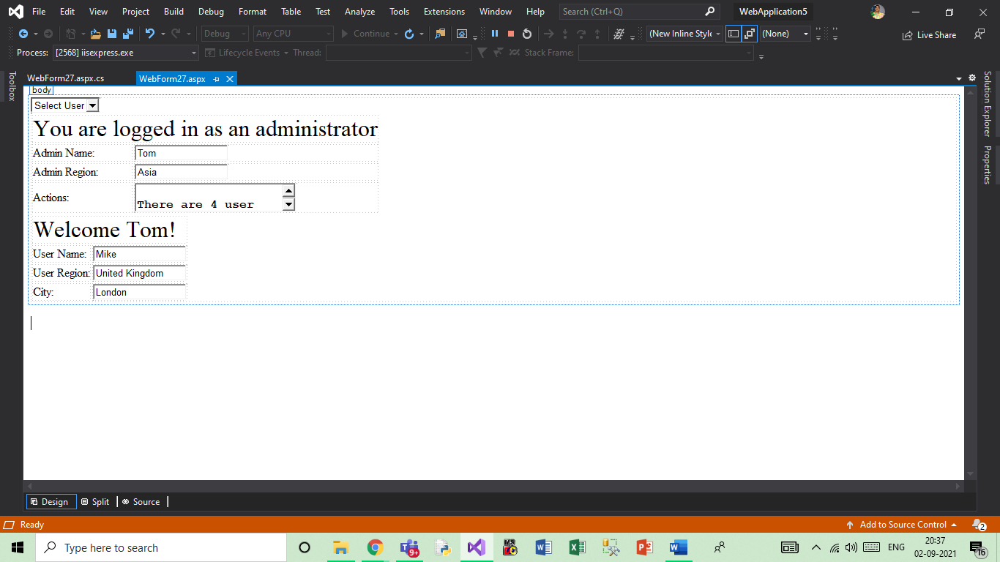 File Edit View Project Build Debug Format Table Test Analyze Tools Extensions Window Help Search (Ctrl+Q) WebApplication5
Debug Any CPU Continue (New Inline Style (None) Live Share
Process: [2568] iisexpress.exe Lifecycle Events Thread: Stack Frame:
WebForm27.aspx.cs WebForm27.aspx
Toolbox
Solution Explorer
Properties
body
Select User
You are logged in as an administrator
Admin Name: Tom
Admin Region: Asia
Actions: There are 4 user
Welcome Tom!
User Name: Mike
User Region: United Kingdom
City: London
Design Split Source
Ready Add to Source Control 2
Type here to search 9+ ENG 20:37
02-09-2021 16